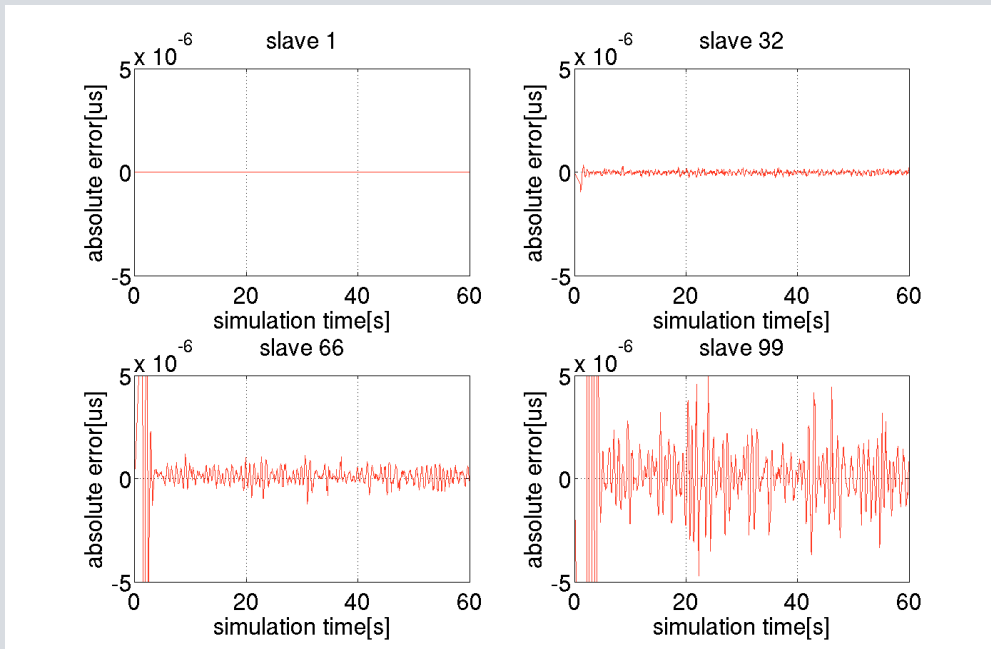 slave 1
x 10^-6
5
0
-5
absolute error[us]
0 20 40 60
simulation time[s]
slave 32
x 10^-6
5
0
-5
absolute error[us]
0 20 40 60
simulation time[s]
slave 66
x 10^-6
5
0
-5
absolute error[us]
0 20 40 60
simulation time[s]
slave 99
x 10^-6
5
0
-5
absolute error[us]
0 20 40 60
simulation time[s]